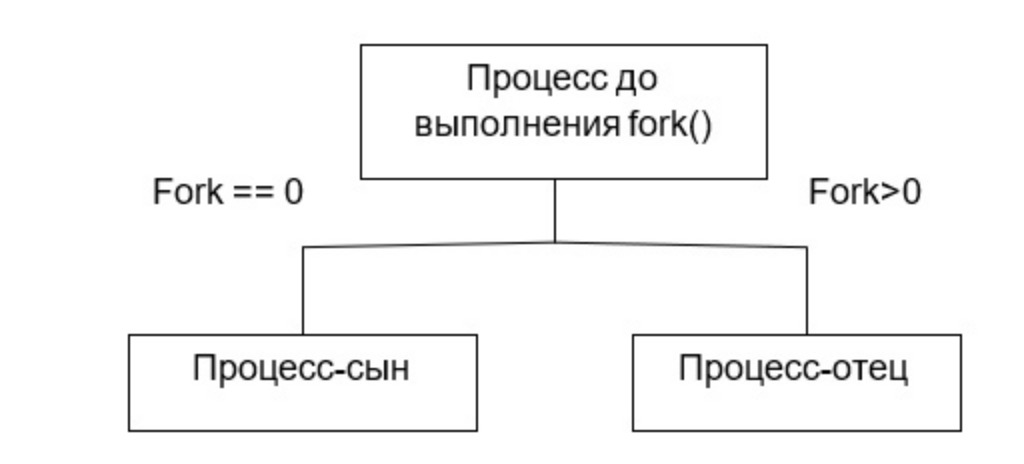 Процесс до
выполнения fork()
Fork == 0
Fork>0
Процесс-сын
Процесс-отец